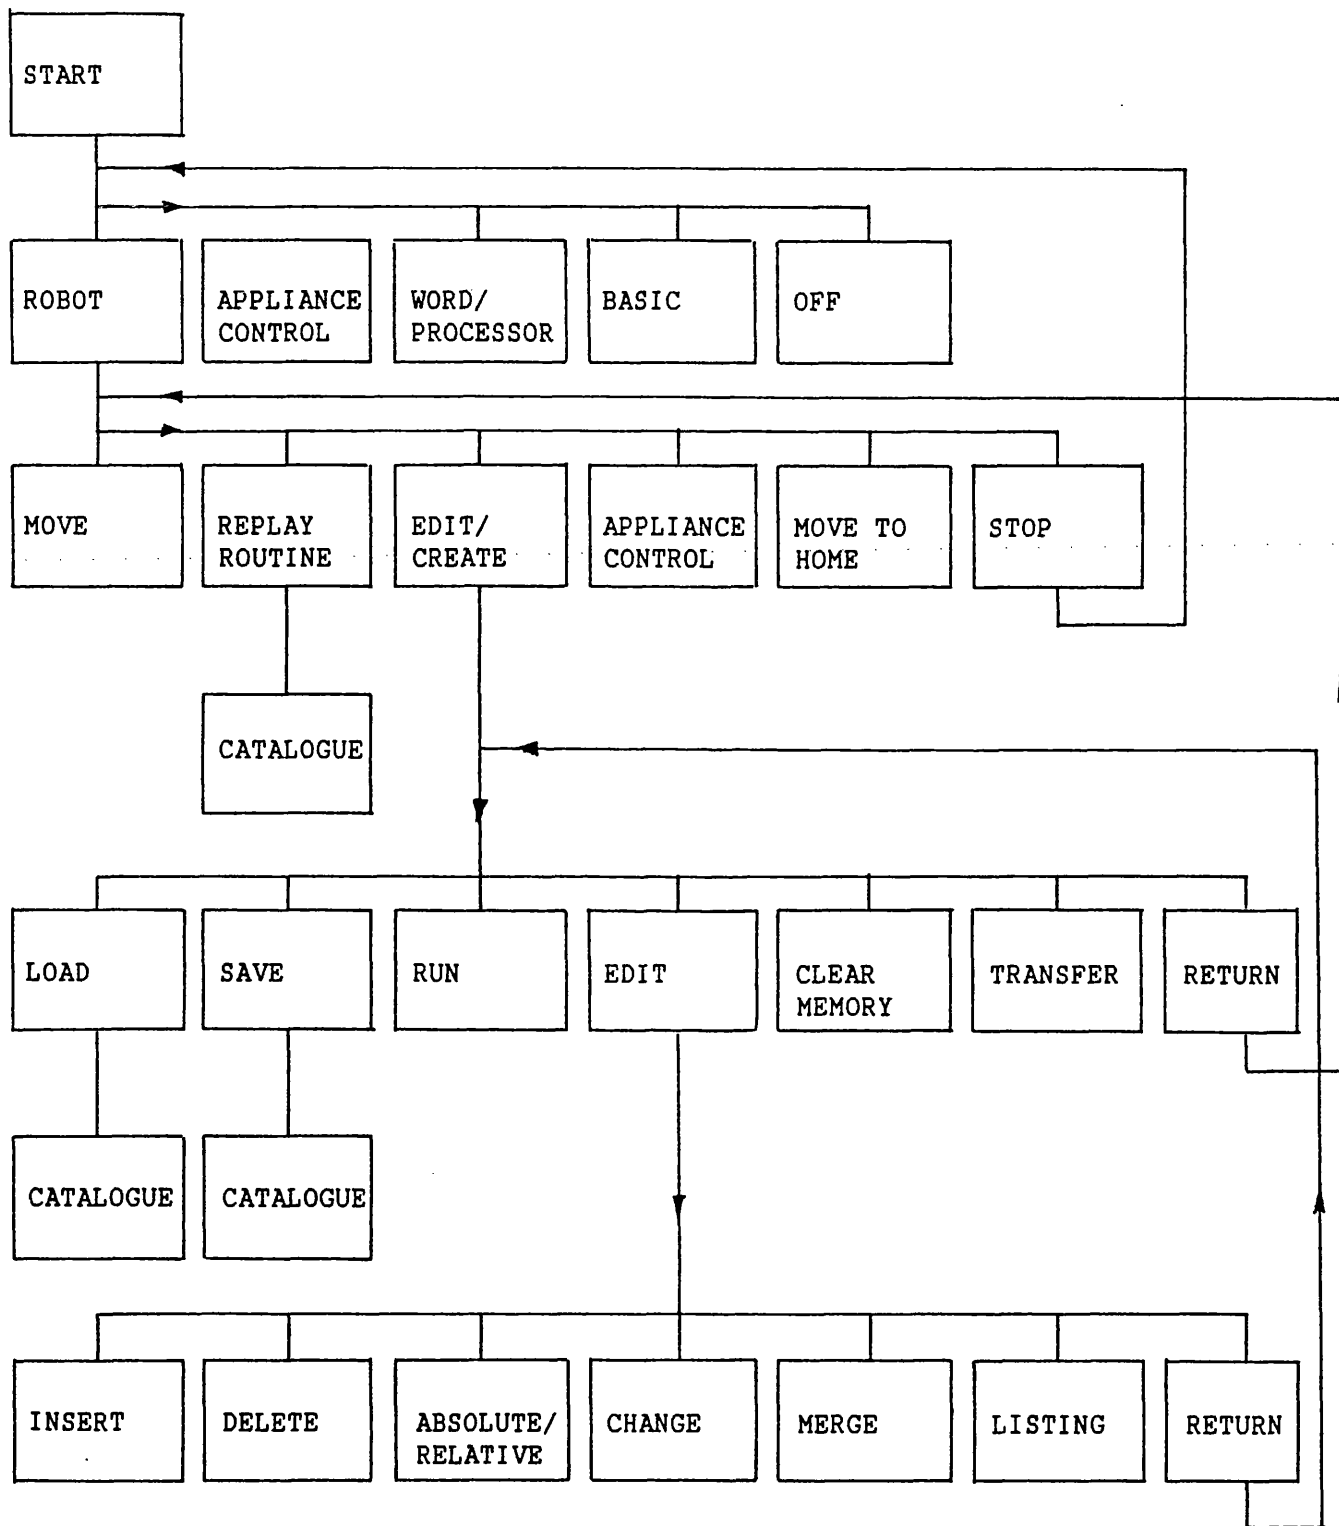 START
ROBOT
APPLIANCE
CONTROL
WORD/
PROCESSOR
BASIC
OFF
MOVE
REPLAY
ROUTINE
EDIT/
CREATE
APPLIANCE
CONTROL
MOVE TO
HOME
STOP
CATALOGUE
LOAD
SAVE
RUN
EDIT
CLEAR
MEMORY
TRANSFER
RETURN
CATALOGUE
CATALOGUE
INSERT
DELETE
ABSOLUTE/
RELATIVE
CHANGE
MERGE
LISTING
RETURN